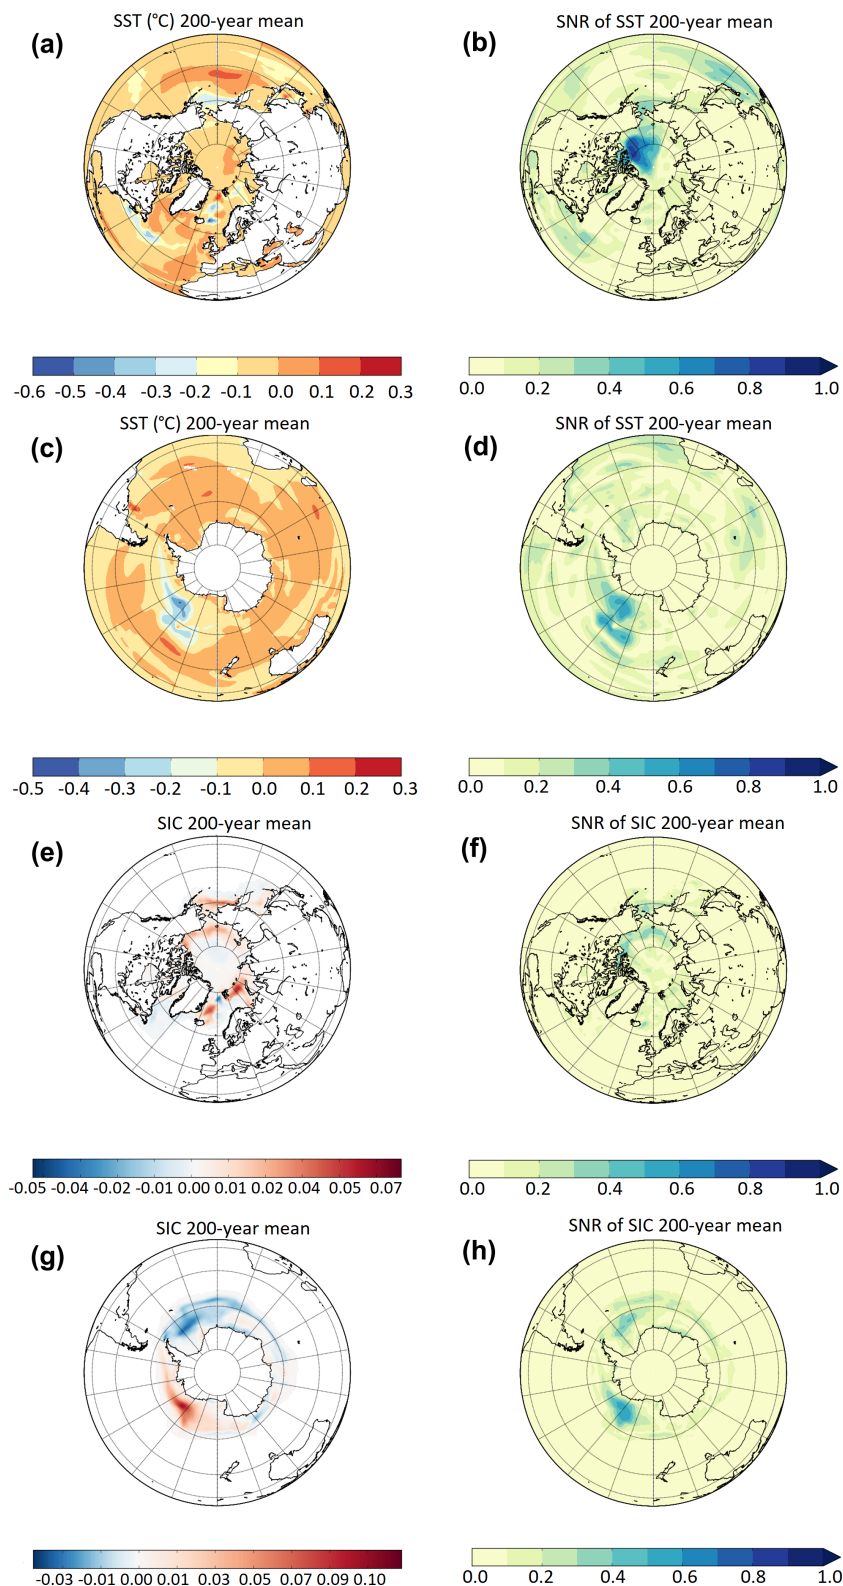 SST (°C) 200-year mean
SNR of SST 200-year mean
(a)
(b)
-0.6 -0.5 -0.4 -0.3 -0.2 -0.1 0.0 0.1 0.2 0.3
0.0 0.2 0.4 0.6 0.8 1.0
SST (°C) 200-year mean
SNR of SST 200-year mean
(c)
(d)
-0.5 -0.4 -0.3 -0.2 -0.1 0.0 0.1 0.2 0.3
0.0 0.2 0.4 0.6 0.8 1.0
SIC 200-year mean
SNR of SIC 200-year mean
(e)
(f)
-0.05 -0.04 -0.02 -0.01 0.00 0.01 0.02 0.04 0.05 0.07
0.0 0.2 0.4 0.6 0.8 1.0
SIC 200-year mean
SNR of SIC 200-year mean
(g)
(h)
-0.03 -0.01 0.00 0.01 0.03 0.05 0.07 0.09 0.10
0.0 0.2 0.4 0.6 0.8 1.0